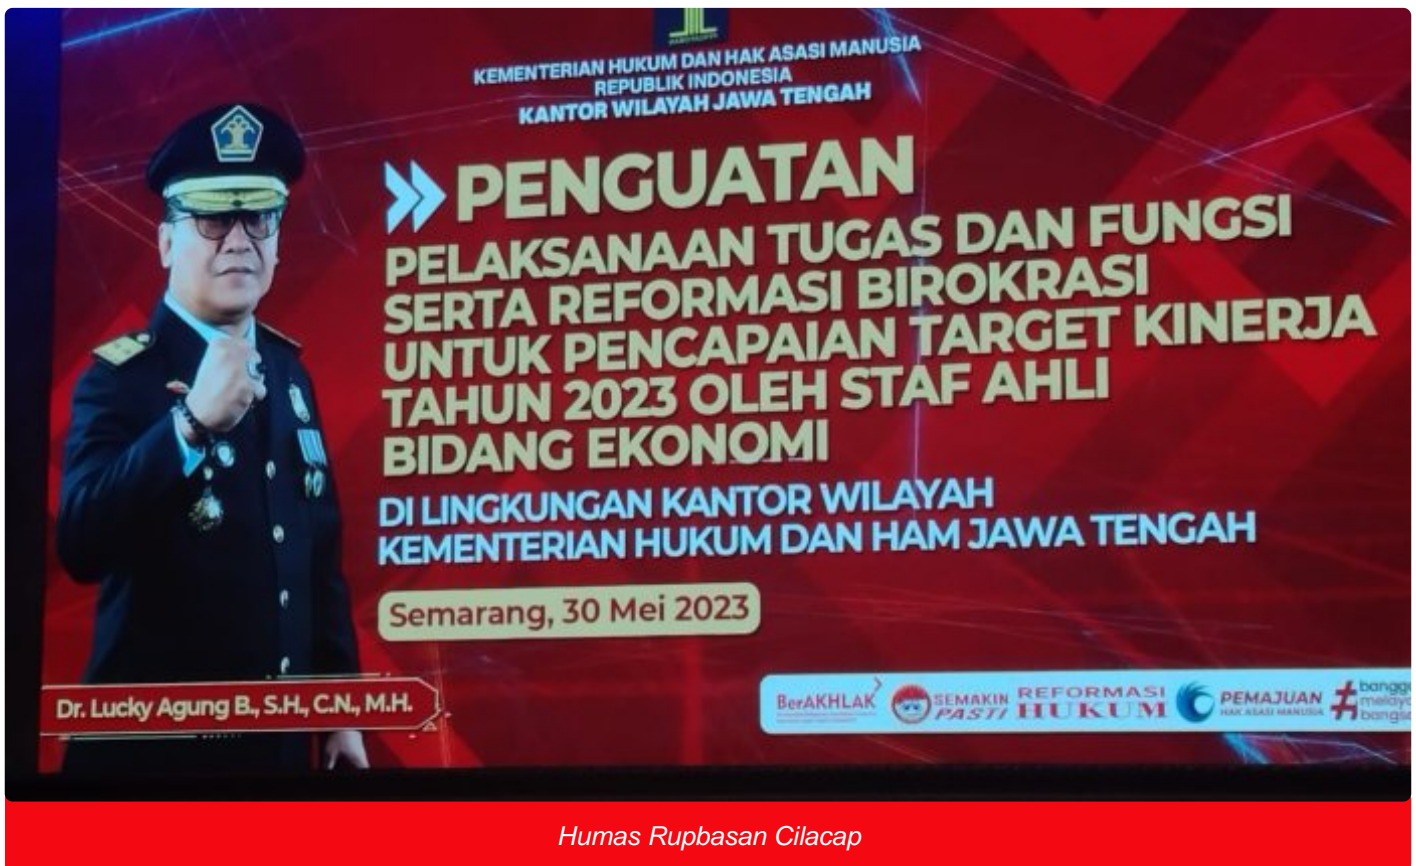 KEMENTERIAN HUKUM DAN HAK ASASI MANUSIA
REPUBLIK INDONESIA
KANTOR WILAYAH JAWA TENGAH
PENGUATAN
PELAKSANAAN TUGAS DAN FUNGSI
SERTA REFORMASI BIROKRASI
UNTUK PENCAPAIAN TARGET KINERJA
TAHUN 2023 OLEH STAF AHLI
BIDANG EKONOMI
DI LINGKUNGAN KANTOR WILAYAH
KEMENTERIAN HUKUM DAN HAM JAWA TENGAH
Semarang, 30 Mei 2023
Dr. Lucky Agung B., S.H., C.N., M.H.
BerAKHLAK
SEMAKIN
PASTI
REFORMASI
HUKUM
PEMAJUAN
HAK ASASI MANUSIA
#
Humas Rupbasan Cilacap